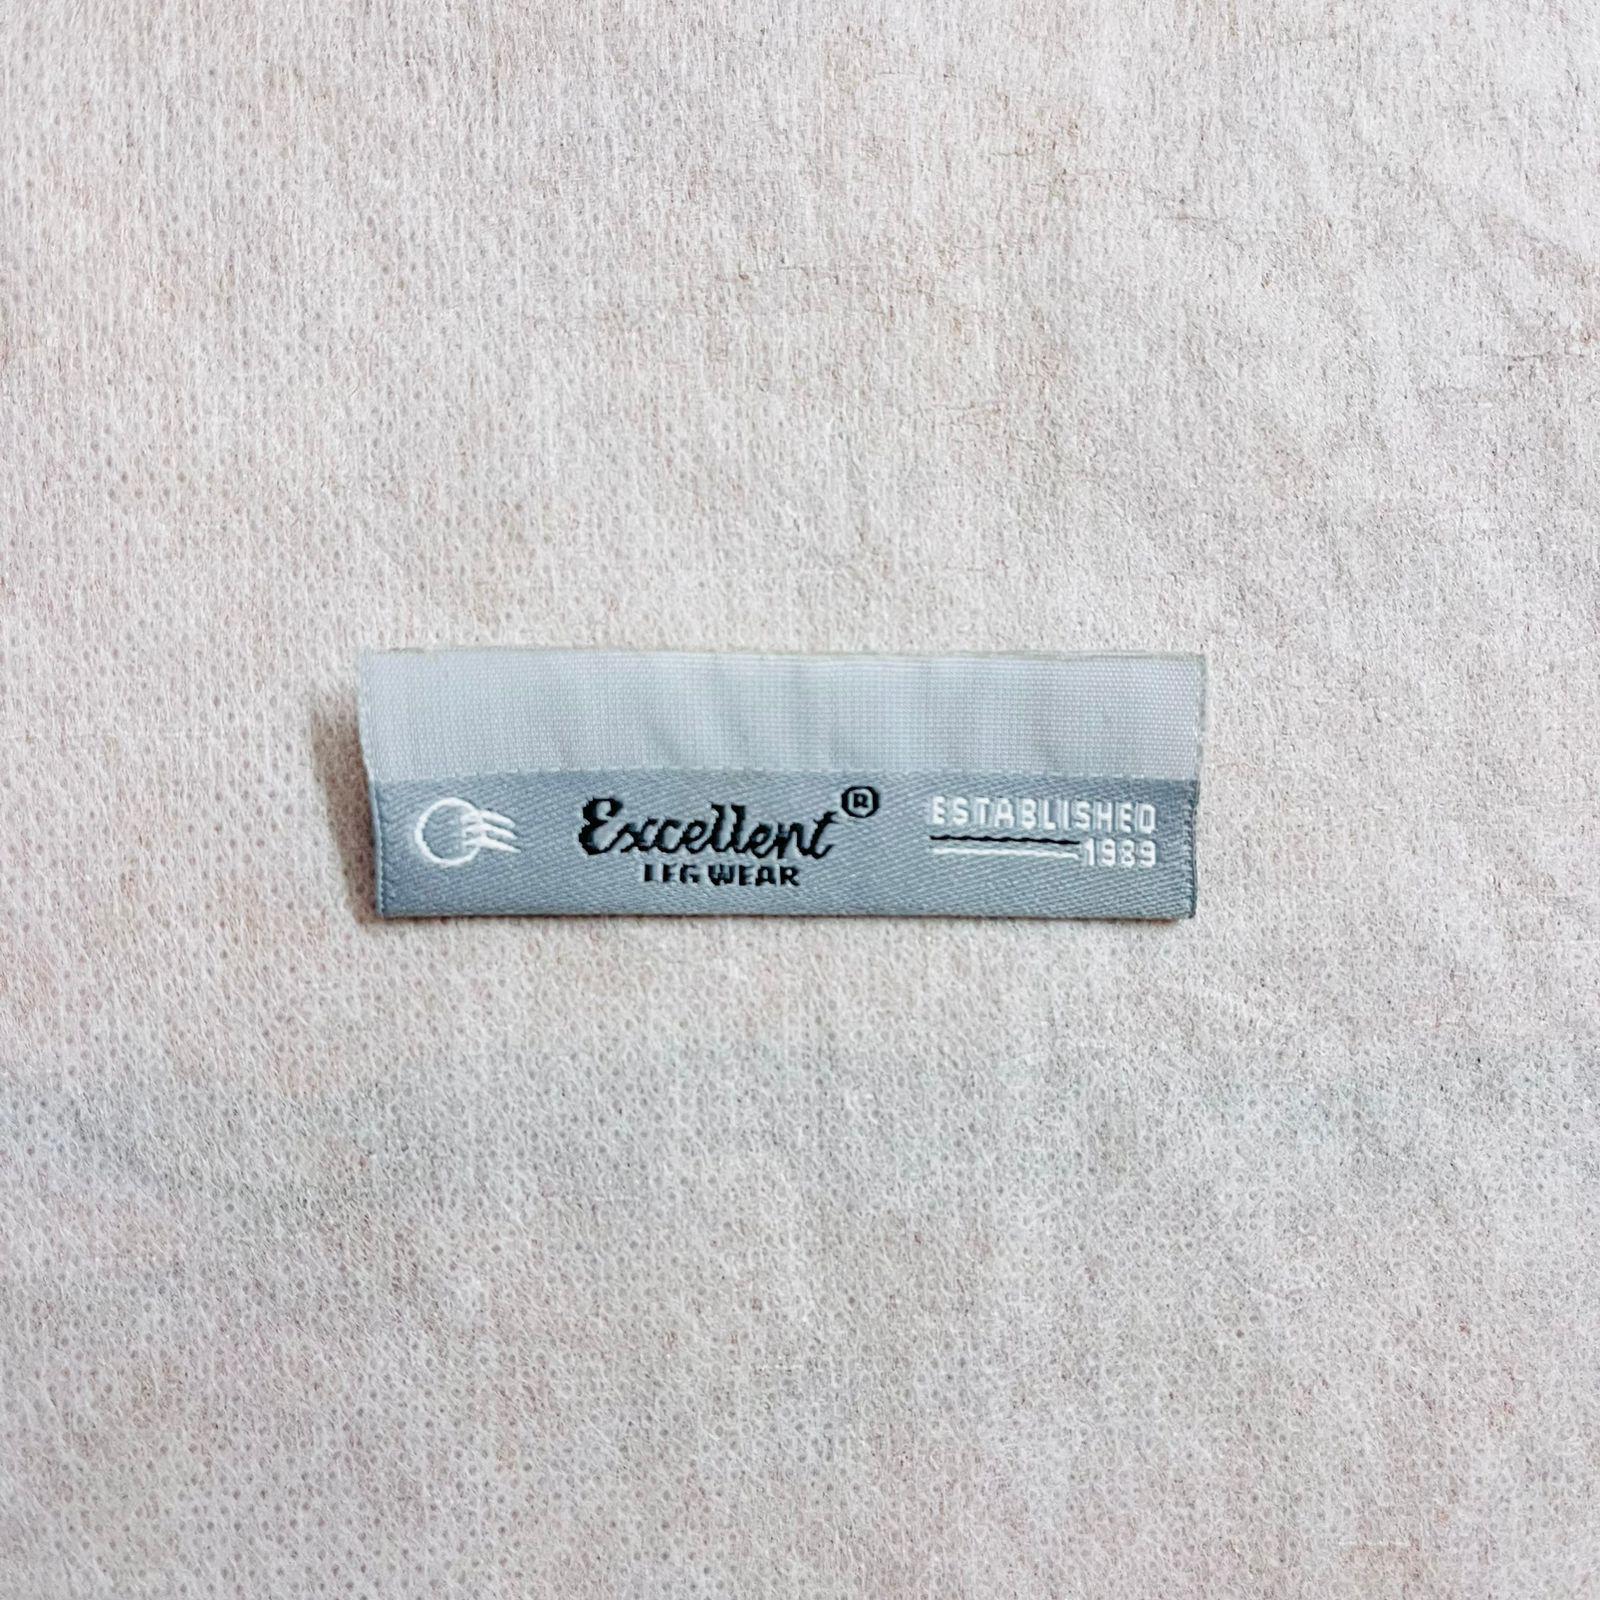 Excellent®
LEG WEAR
ESTABLISHED
1989